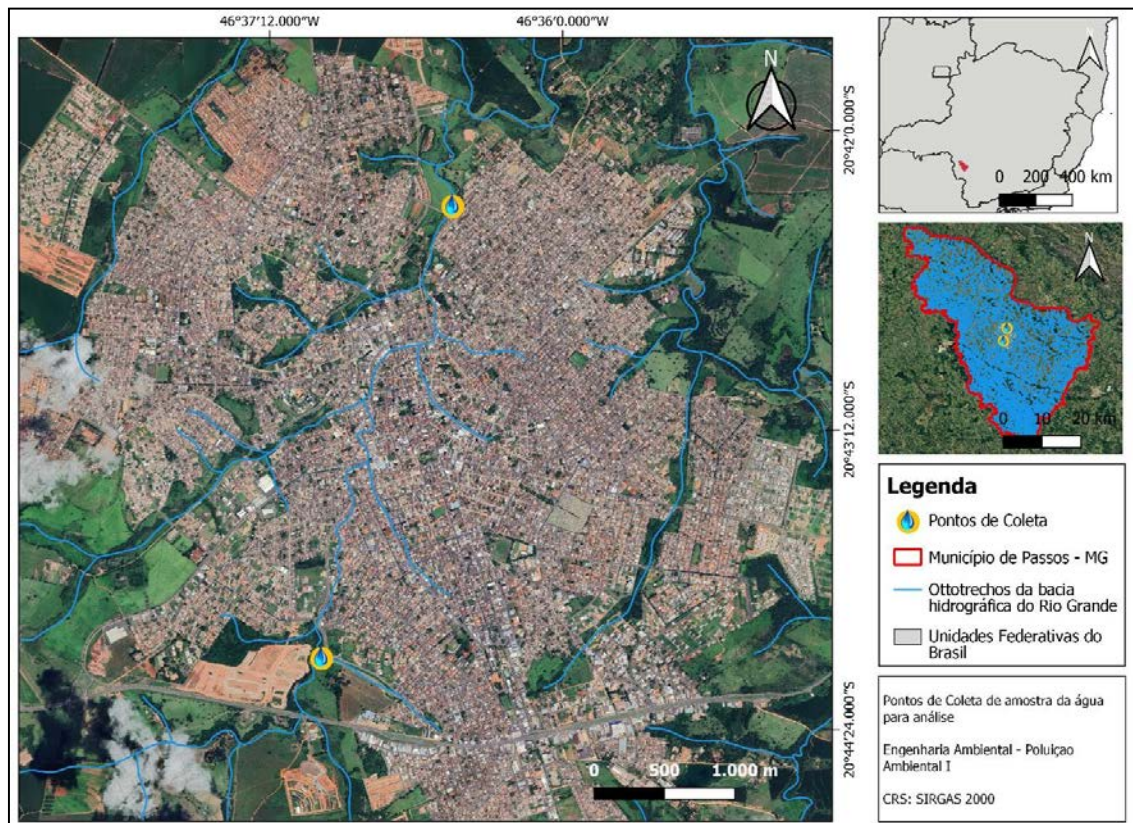 46°37'12.000"W
46°36'0.000"W
N
20°42'0.000"S
20°43'12.000"S
20°44'24.000"S
0 500 1.000 m
N
0 200 400 km
N
0 10 20 km
Legenda
Pontos de Coleta
Município de Passos - MG
Ottotrechos da bacia
hidrográfica do Rio Grande
Unidades Federativas do
Brasil
Pontos de Coleta de amostra da água
para análise
Engenharia Ambiental - Poluiçao
Ambiental I
CRS: SIRGAS 2000